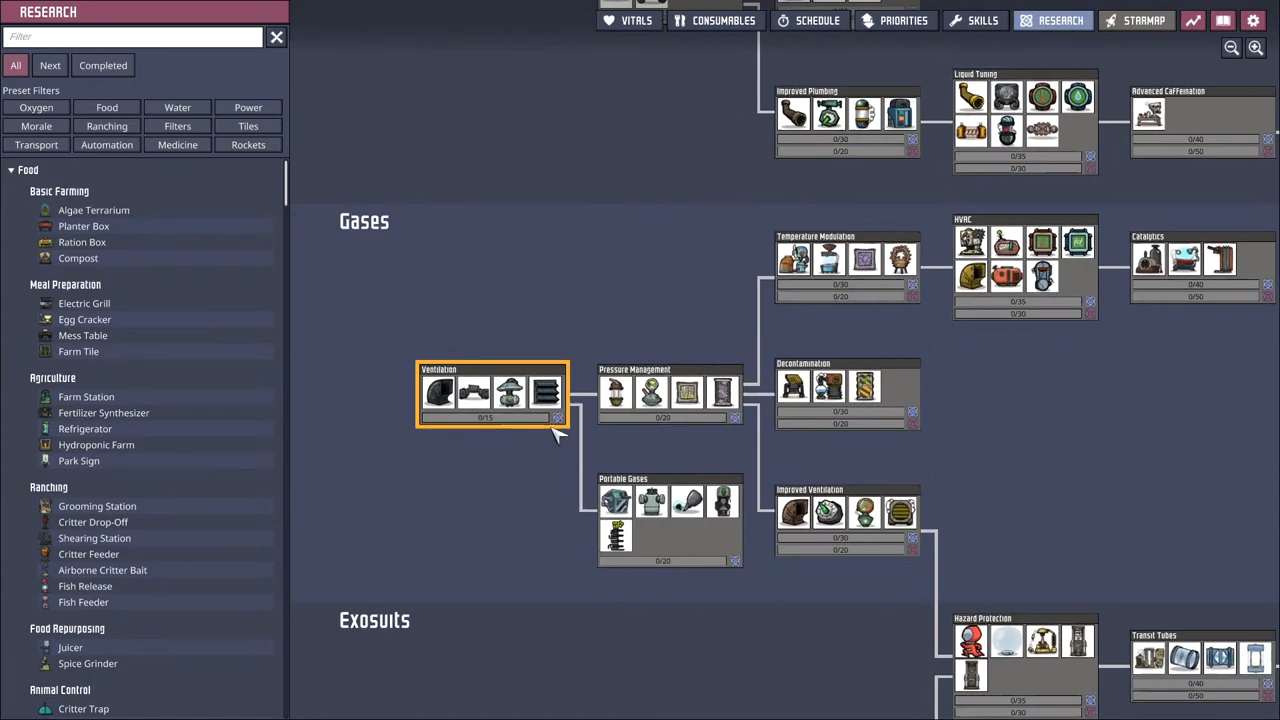 RESEARCH
VITALS CONSUMABLES SCHEDULE PRIORITIES SKILLS RESEARCH STARMAP
Filter
All Next Completed
Preset Filters
Oxygen Food Water Power
Morale Ranching Filters Tiles
Transport Automation Medicine Rockets
Food
Basic Farming
Algae Terrarium
Planter Box
Ration Box
Compost
Meal Preparation
Electric Grill
Egg Cracker
Mess Table
Farm Tile
Agriculture
Farm Station
Fertilizer Synthesizer
Refrigerator
Hydroponic Farm
Park Sign
Ranching
Grooming Station
Critter Drop-Off
Shearing Station
Critter Feeder
Airborne Critter Bait
Fish Release
Fish Feeder
Food Repurposing
Juicer
Spice Grinder
Animal Control
Critter Trap
Improved Plumbing
0/30
0/20
Liquid Tuning
0/35
0/30
Advanced Caffeination
0/40
0/50
Gases
Temperature Modulation
0/30
0/20
HVAC
0/35
0/30
Catalytics
0/40
0/50
Ventilation
0/15
Pressure Management
0/20
Decontamination
0/30
0/20
Portable Gases
0/20
Improved Ventilation
0/30
0/20
Exosuits
Hazard Protection
0/35
0/30
Transit Tubes
0/40
0/50